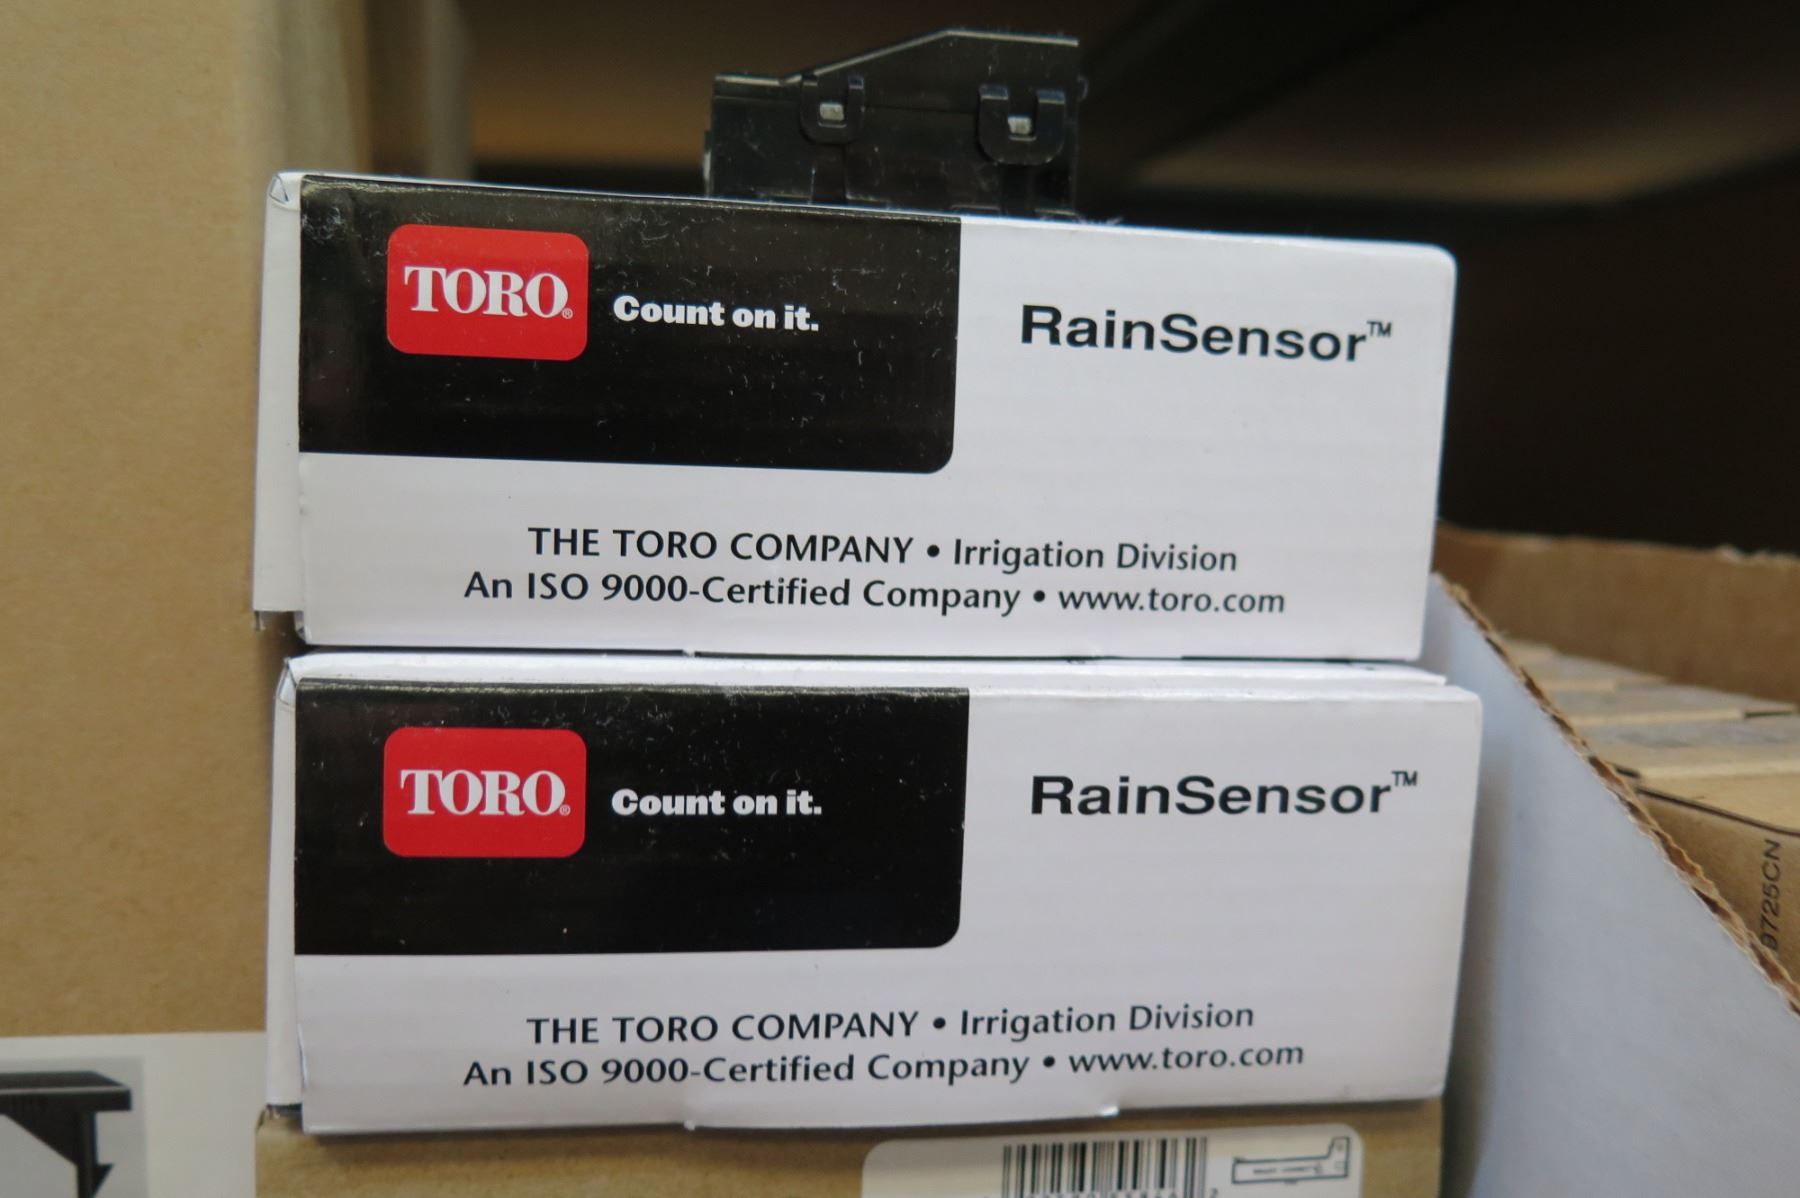 TORO®
Count on it.
RainSensor™
THE TORO COMPANY • Irrigation Division
An ISO 9000-Certified Company • www.toro.com
TORO®
Count on it.
RainSensor™
THE TORO COMPANY • Irrigation Division
An ISO 9000-Certified Company • www.toro.com
9725CN